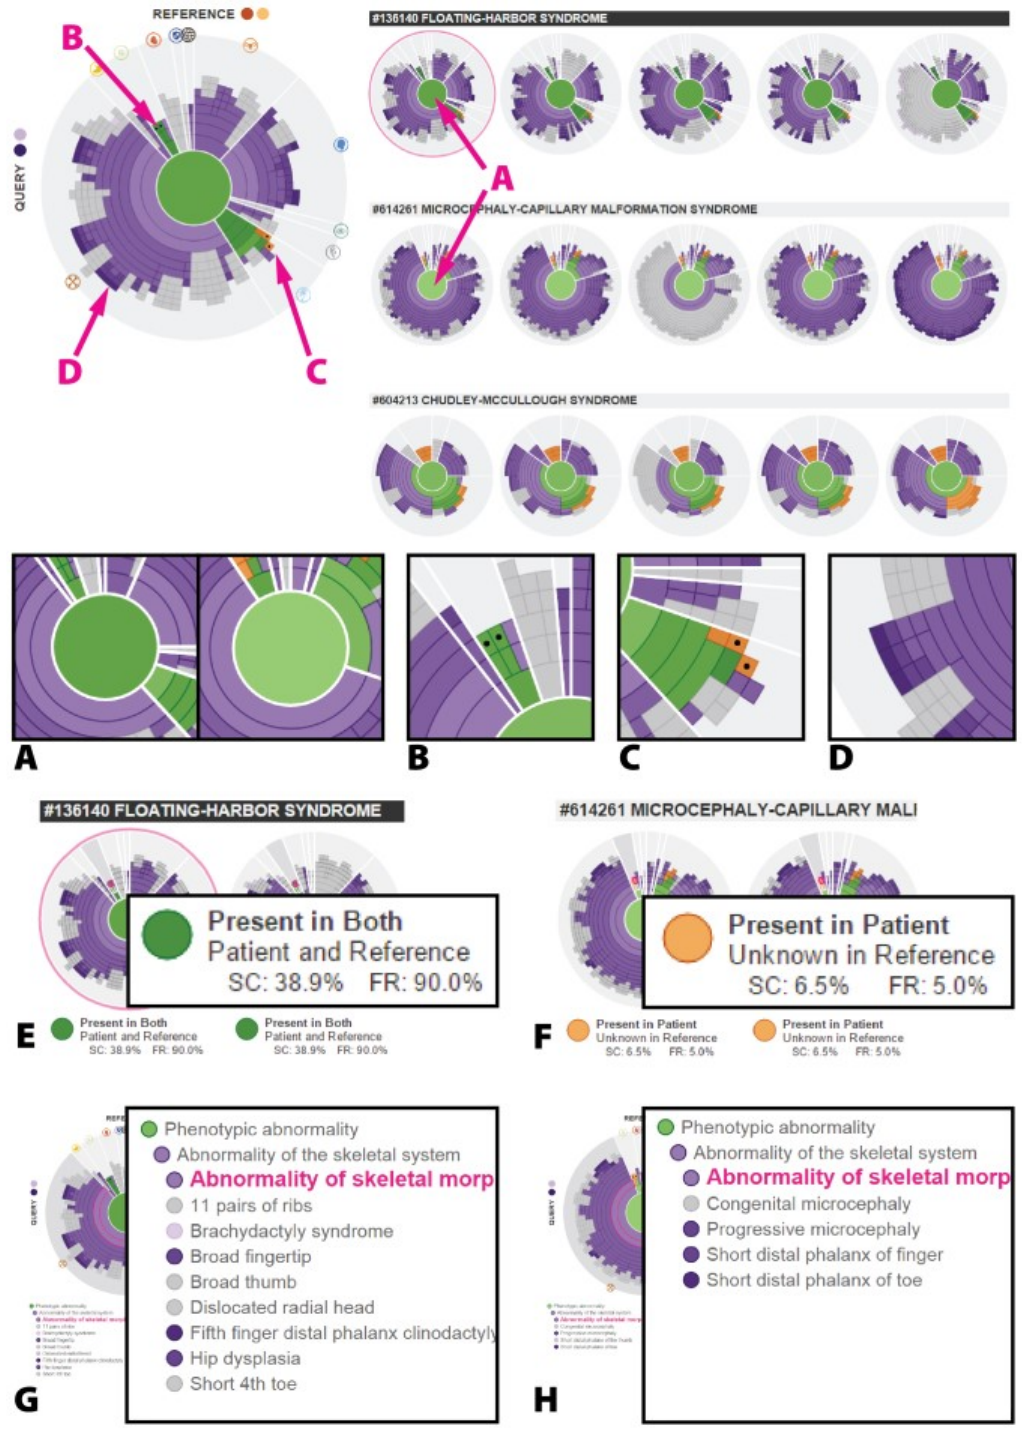 REFERENCE
QUERY
B
D
C
#136140 FLOATING-HARBOR SYNDROME
A
#614261 MICROCEPHALY-CAPILLARY MALFORMATION SYNDROME
#604213 CHUDLEY-MCCULLOUGH SYNDROME
A
B
C
D
#136140 FLOATING-HARBOR SYNDROME
Present in Both
Patient and Reference
SC: 38.9% FR: 90.0%
E
Present in Both
Patient and Reference
SC: 38.9% FR: 90.0%
Present in Both
Patient and Reference
SC: 38.9% FR: 90.0%
#614261 MICROCEPHALY-CAPILLARY MALI
Present in Patient
Unknown in Reference
SC: 6.5% FR: 5.0%
F
Present in Patient
Unknown in Reference
SC: 6.5% FR: 5.0%
Present in Patient
Unknown in Reference
SC: 6.5% FR: 5.0%
REFE
QUERY
Phenotypic abnormality
Abnormality of the skeletal system
Abnormality of skeletal morp
11 pairs of ribs
Brachydactyly syndrome
Broad fingertip
Broad thumb
Dislocated radial head
Fifth finger distal phalanx clinodactyly
Hip dysplasia
Short 4th toe
G
RE
QUERY
Phenotypic abnormality
Abnormality of the skeletal system
Abnormality of skeletal morp
Congenital microcephaly
Progressive microcephaly
Short distal phalanx of finger
Short distal phalanx of toe
H